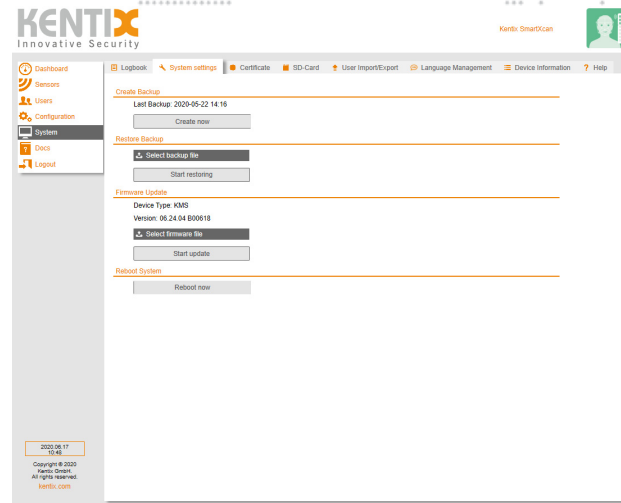 KENTIX
Innovative Security
Kentix SmartXcan
Dashboard
Sensors
Users
Configuration
System
Docs
Logout
Logbook System settings Certificate SD-Card User Import/Export Language Management Device Information ? Help
Create Backup
Last Backup: 2020-05-22 14:16
Create now
Restore Backup
Select backup file
Start restoring
Firmware Update
Device Type: KMS
Version: 06.24.04 B00618
Select firmware file
Start update
Reboot System
Reboot now
2020.06.17
10:46
Copyright © 2020
Kentix GmbH.
All rights reserved.
kentix.com